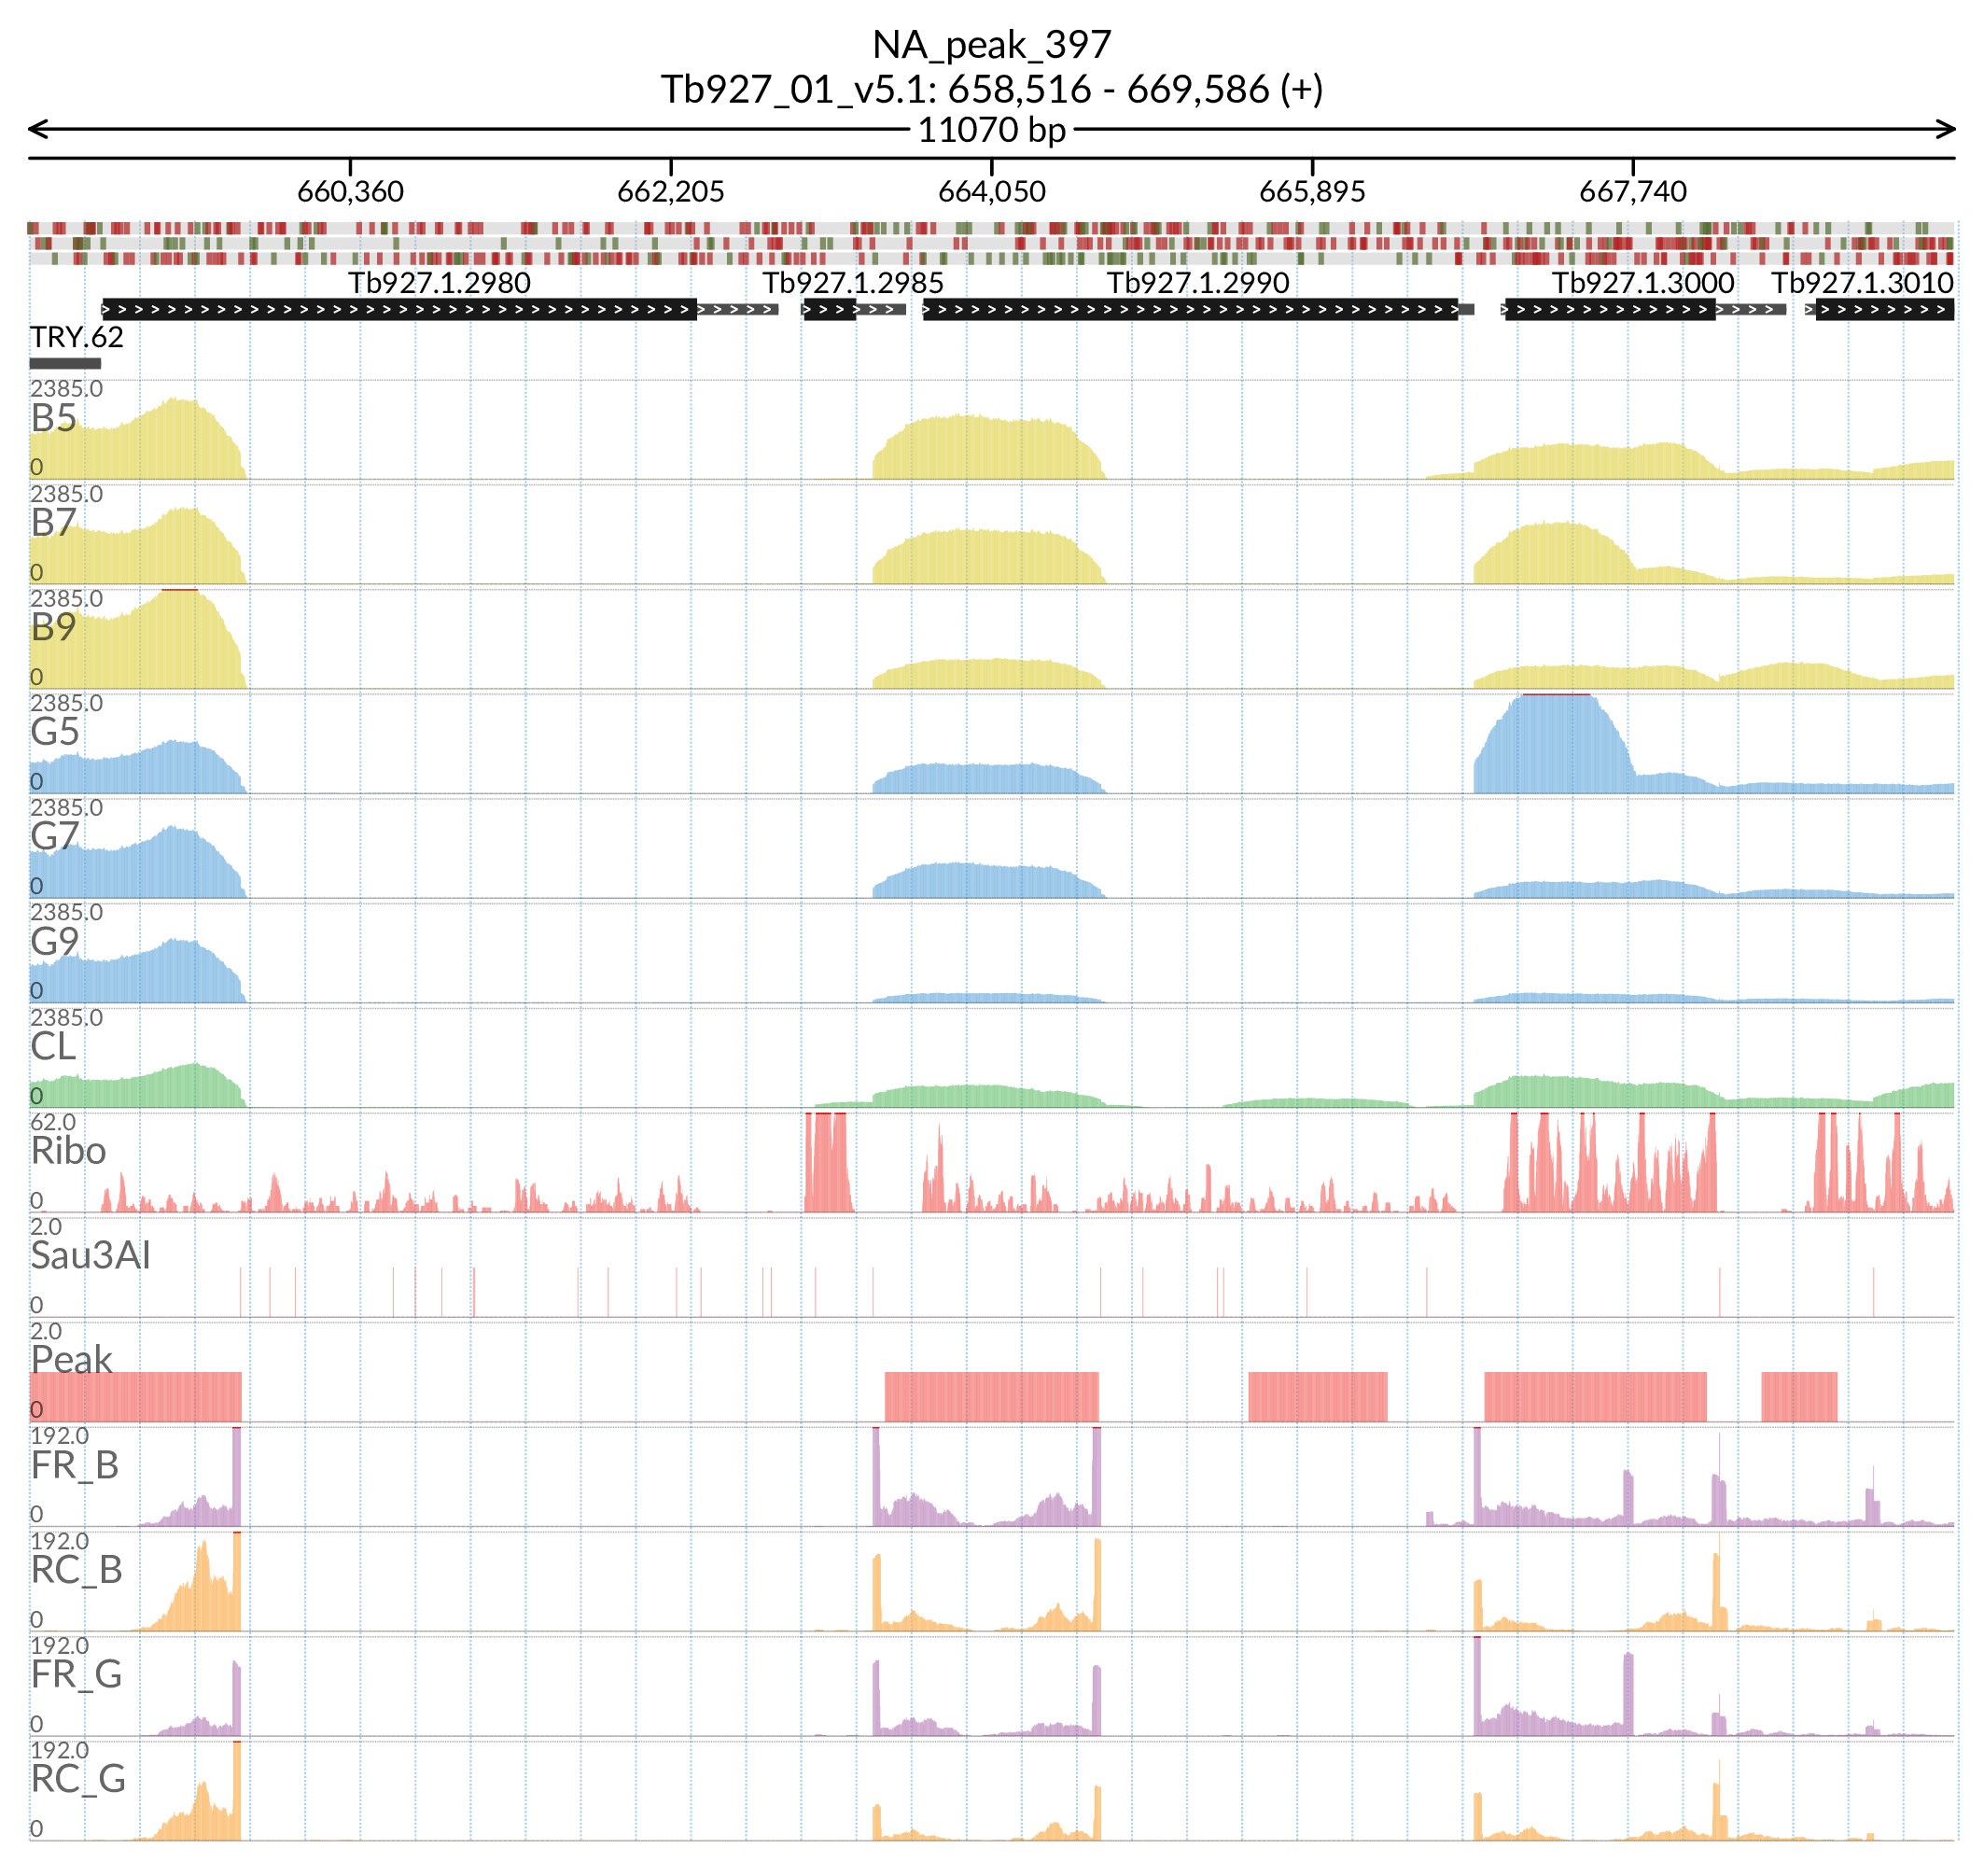 NA_peak_397
Tb927_01_v5.1: 658,516 - 669,586 (+)
11070 bp
660,360 662,205 664,050 665,895 667,740
Tb927.1.2980 Tb927.1.2985 Tb927.1.2990 Tb927.1.3000 Tb927.1.3010
TRY.62
2385.0
B5
0
2385.0
B7
0
2385.0
B9
0
2385.0
G5
0
2385.0
G7
0
2385.0
G9
0
2385.0
CL
0
62.0
Ribo
0
2.0
Sau3AI
0
2.0
Peak
0
192.0
FR_B
0
192.0
RC_B
0
192.0
FR_G
0
192.0
RC_G
0